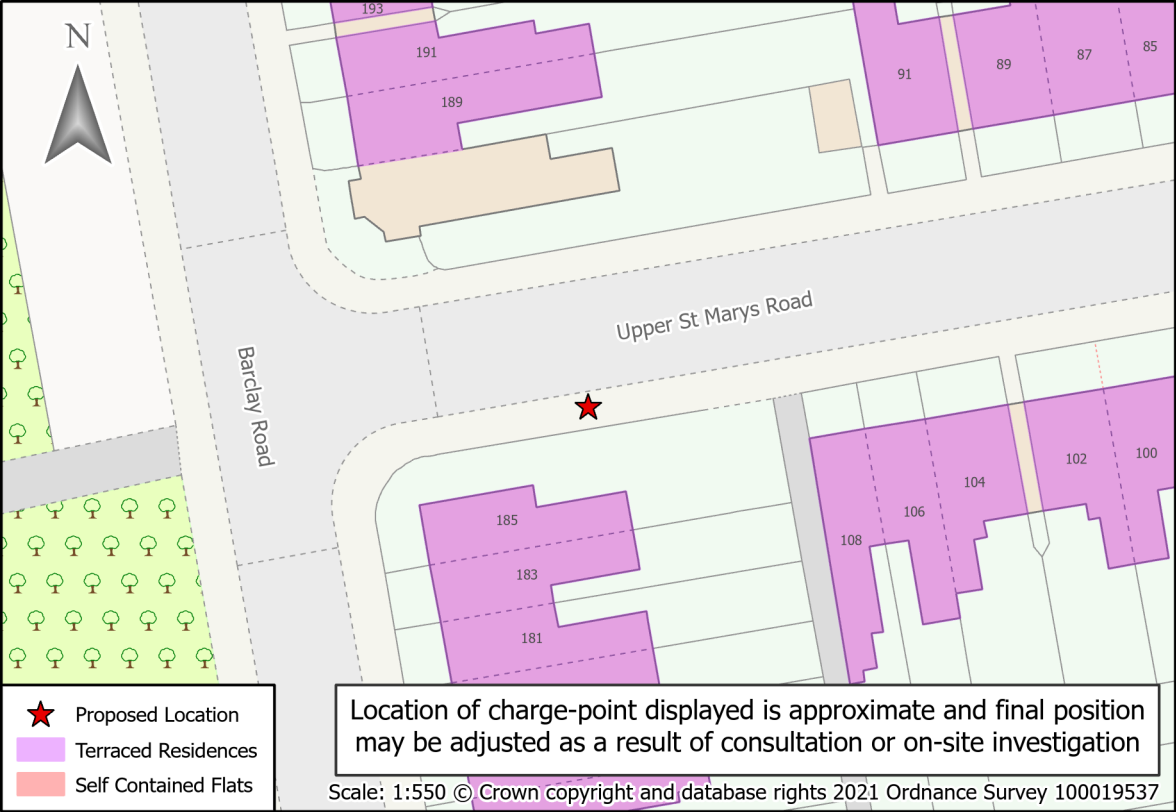 193
N
191
91
89
87
85
189
Upper St Marys Road
Barclay Road
185
108
106
104
102
100
183
181
Proposed Location
Terraced Residences
Self Contained Flats
Location of charge-point displayed is approximate and final position
may be adjusted as a result of consultation or on-site investigation
Scale: 1:550 © Crown copyright and database rights 2021 Ordnance Survey 100019537